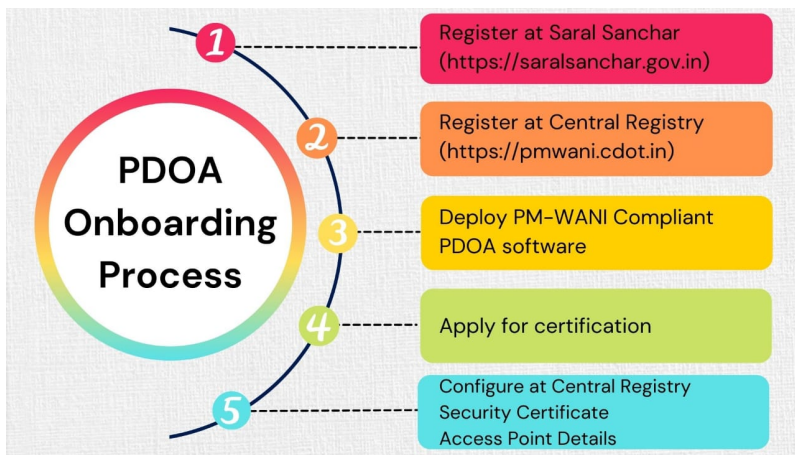 PDOA
Onboarding
Process
1
Register at Saral Sanchar
(https://saralsanchar.gov.in)
2
Register at Central Registry
(https://pmwani.cdot.in)
3
Deploy PM-WANI Compliant
PDOA software
4
Apply for certification
5
Configure at Central Registry
Security Certificate
Access Point Details